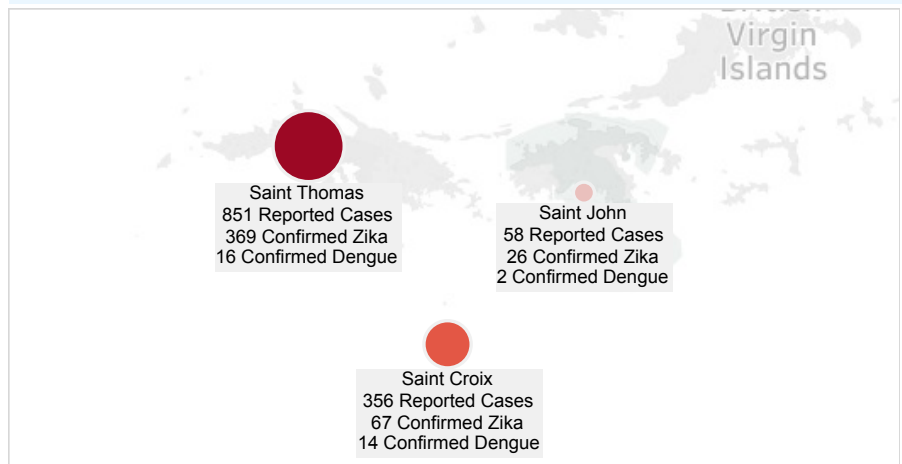 British
Virgin
Islands
Saint Thomas
851 Reported Cases
369 Confirmed Zika
16 Confirmed Dengue
Saint John
58 Reported Cases
26 Confirmed Zika
2 Confirmed Dengue
Saint Croix
356 Reported Cases
67 Confirmed Zika
14 Confirmed Dengue